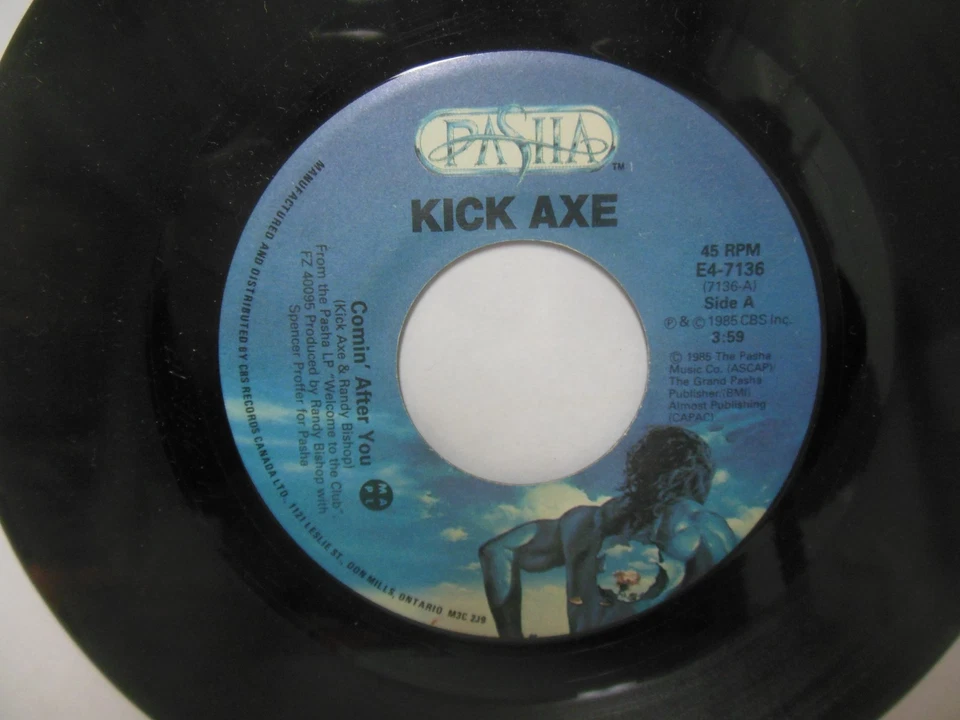 PASHA
TM
KICK AXE
45 RPM
E4-7136
(7136-A)
Side A
℗ & © 1985 CBS Inc.
3:59
© 1985 The Pasha
Music Co. (ASCAP)
The Grand Pasha
Publisher (BMI)
Almost Publishing
(CAPAC)
Comin' After You
(Kick Axe & Randy Bishop)
From the Pasha LP "Welcome to the Club",
FZ 40095 Produced by Randy Bishop with
Spencer Proffer for Pasha
MAPL
MANUFACTURED AND DISTRIBUTED BY CBS RECORDS CANADA LTD., 1121 LESLIE ST., DON MILLS, ONTARIO M3C 2J9